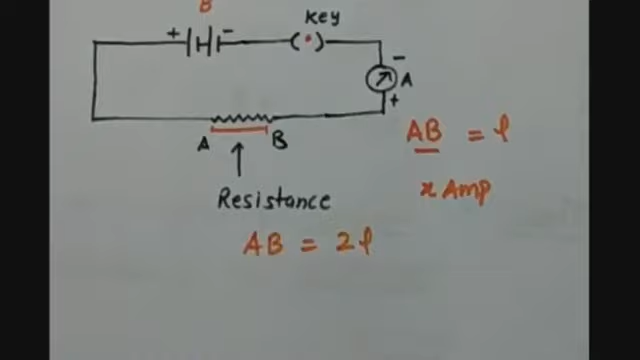 B
+ -
Key
-
A
+
A B
AB = l
x Amp
Resistance
AB = 2l